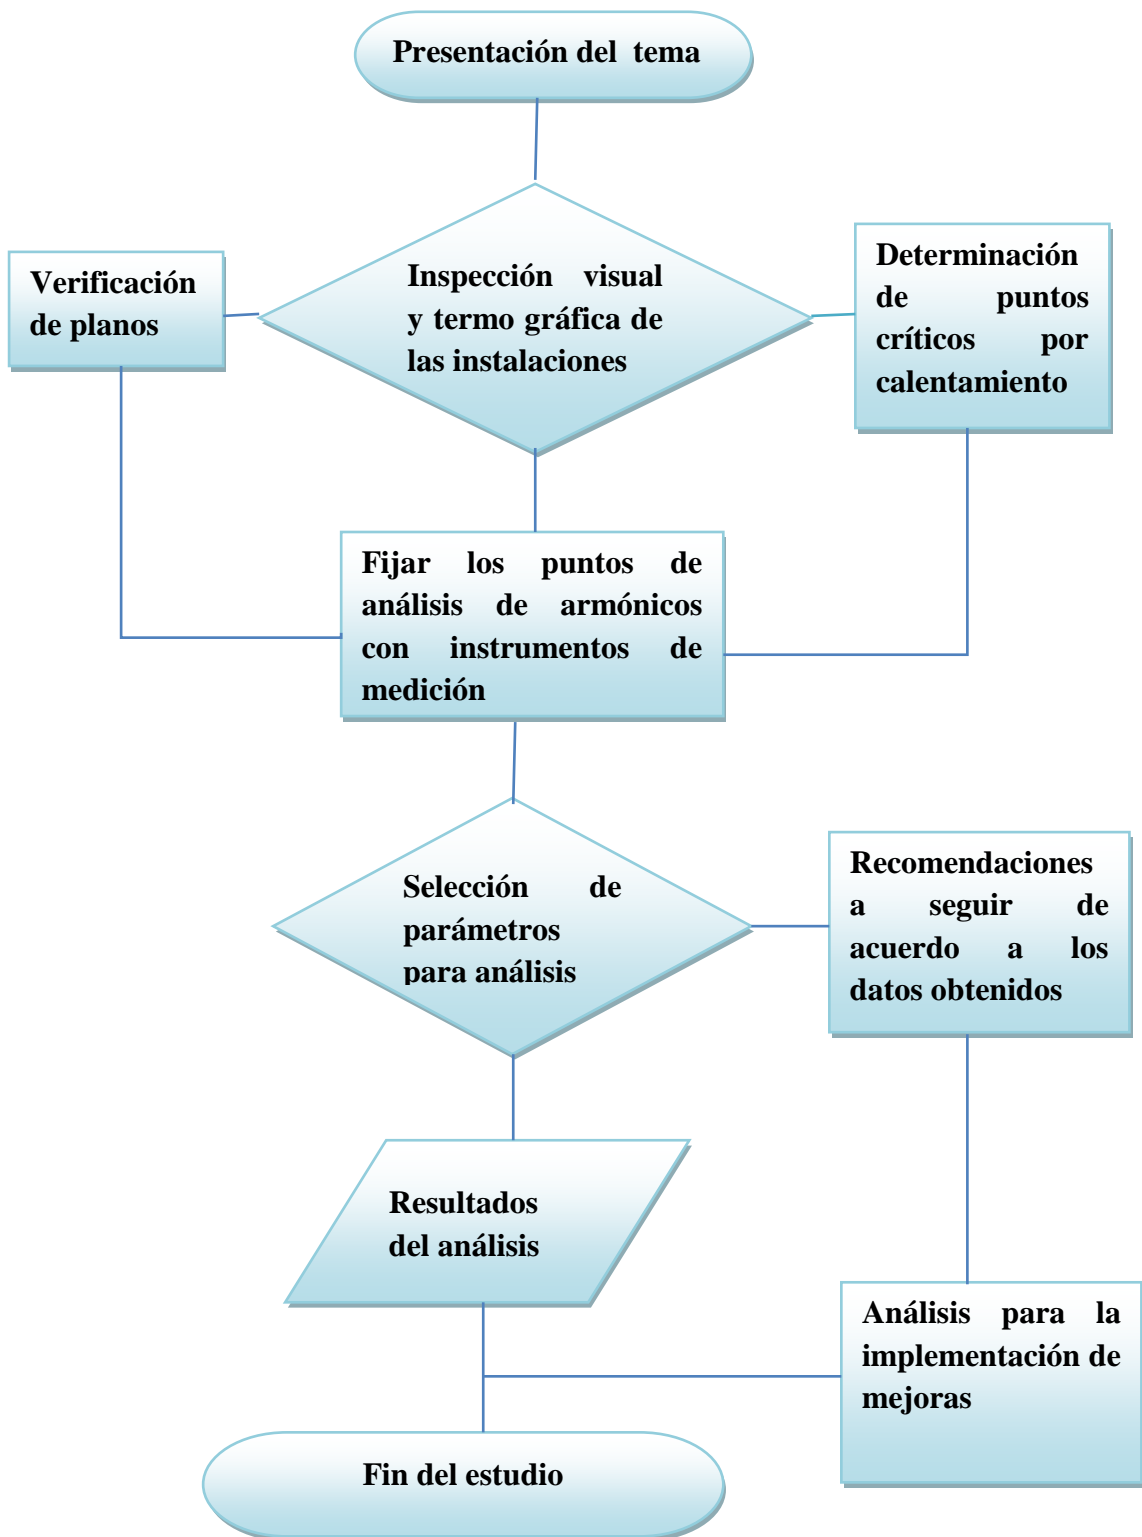 Presentación del tema
Verificación
de planos
Inspección visual
y termo gráfica de
las instalaciones
Determinación
de puntos
críticos por
calentamiento
Fijar los puntos de
análisis de armónicos
con instrumentos de
medición
Selección de
parámetros
para análisis
Recomendaciones
a seguir de
acuerdo a los
datos obtenidos
Resultados
del análisis
Análisis para la
implementación de
mejoras
Fin del estudio